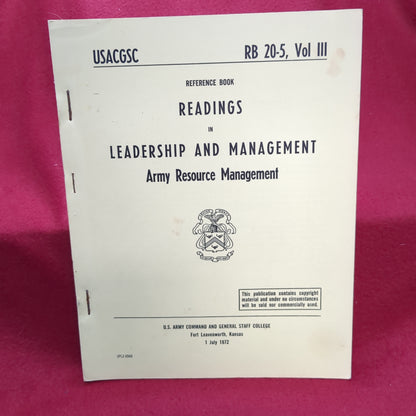 USACGSC RB 20-5, Vol III
REFERENCE BOOK
READINGS
IN
LEADERSHIP AND MANAGEMENT
Army Resource Management
This publication contains copyright
material and under no circumstances
will be sold nor commercially used.
U.S. ARMY COMMAND AND GENERAL STAFF COLLEGE
Fort Leavenworth, Kansas
1 July 1972